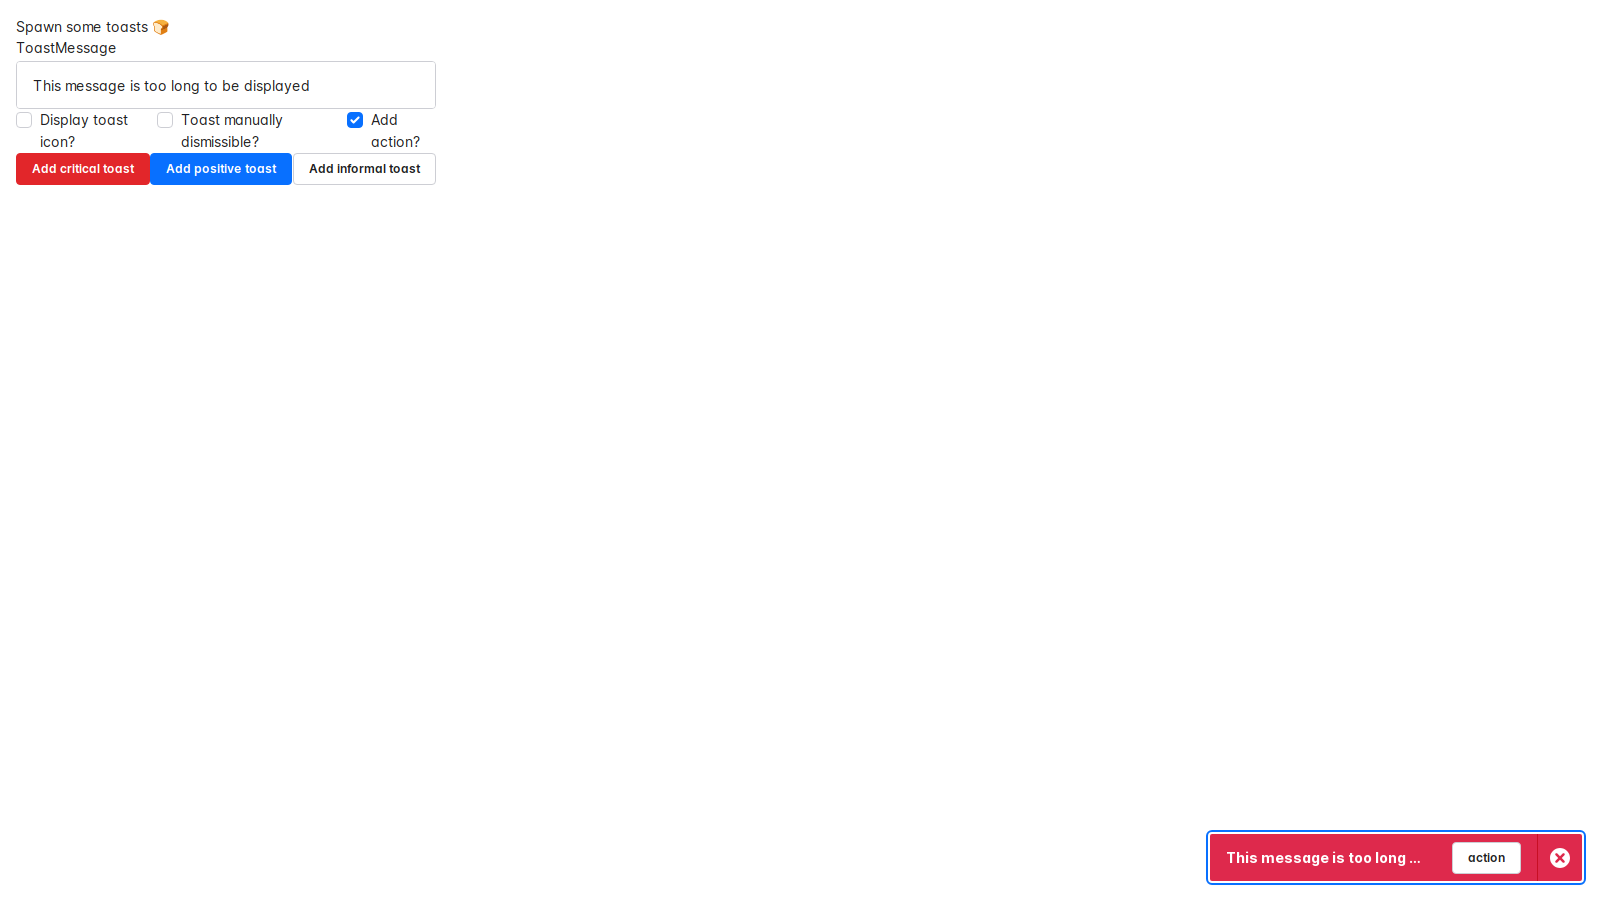 Spawn some toasts 🍞
ToastMessage
This message is too long to be displayed
Display toast icon?
Toast manually dismissible?
Add action?
Add critical toast
Add positive toast
Add informal toast
This message is too long ...
action